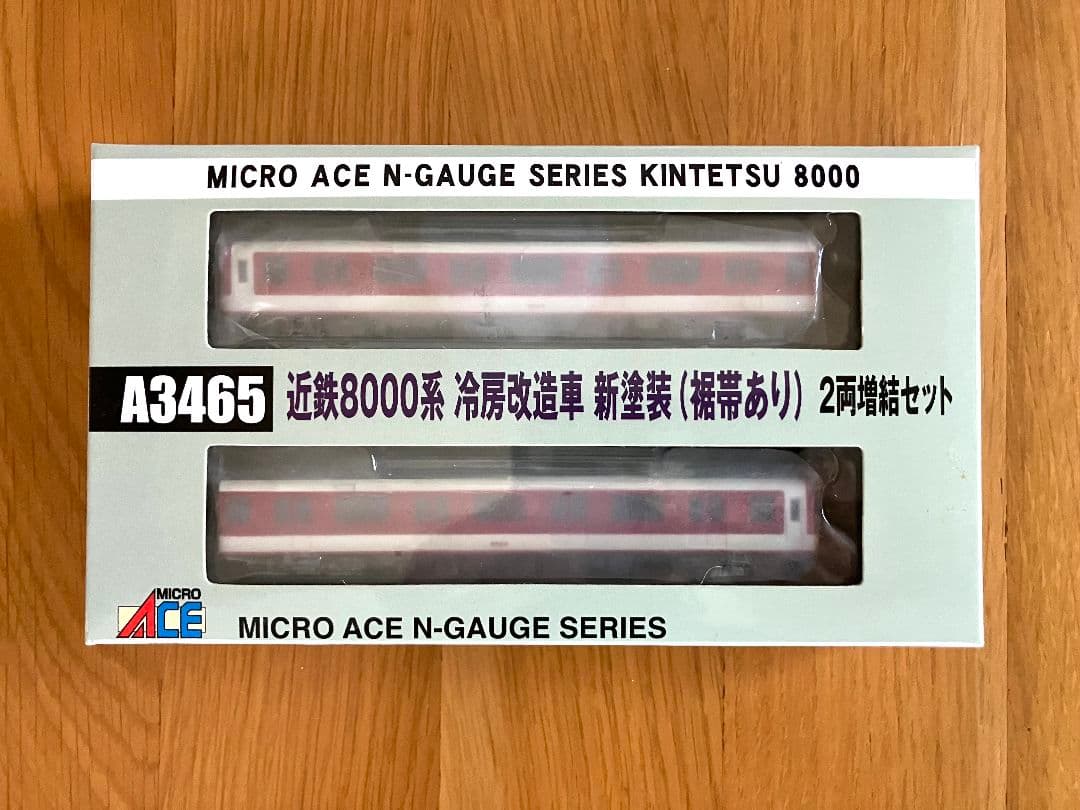 MICRO ACE N-GAUGE SERIES KINTETSU 8000
A3465 近鉄8000系 冷房改造車 新塗装(裾帯あり) 2両増結セット
MICRO
ACE
MICRO ACE N-GAUGE SERIES